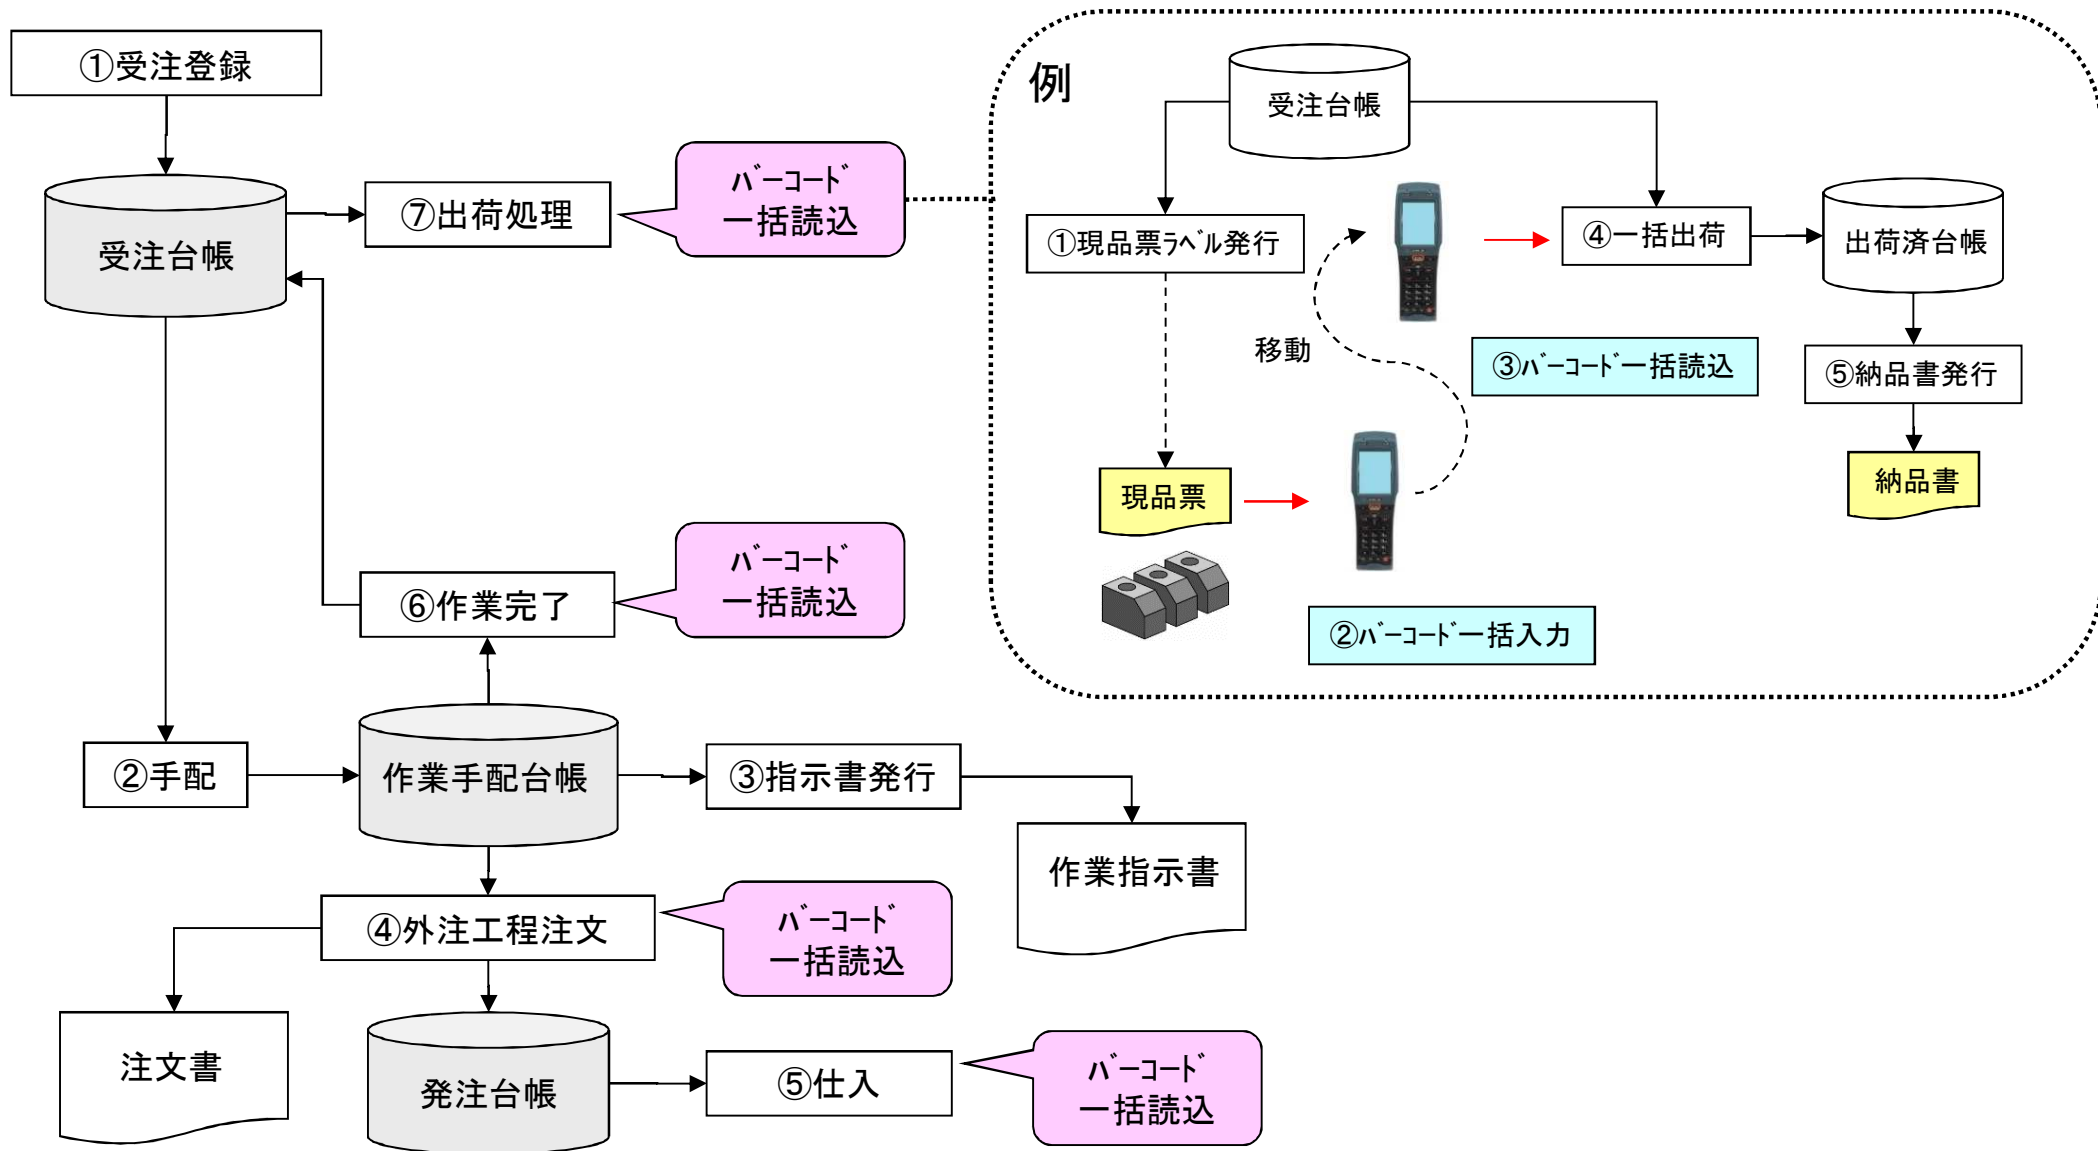 ①受注登録
受注台帳
⑦出荷処理
ﾊﾞｰｺｰﾄﾞ
一括読込
⑥作業完了
ﾊﾞｰｺｰﾄﾞ
一括読込
②手配
作業手配台帳
③指示書発行
作業指示書
④外注工程注文
ﾊﾞｰｺｰﾄﾞ
一括読込
注文書
発注台帳
⑤仕入
ﾊﾞｰｺｰﾄﾞ
一括読込
例
受注台帳
①現品票ﾗﾍﾞﾙ発行
④一括出荷
出荷済台帳
移動
③ﾊﾞｰｺｰﾄﾞ一括読込
⑤納品書発行
現品票
納品書
②ﾊﾞｰｺｰﾄﾞ一括入力